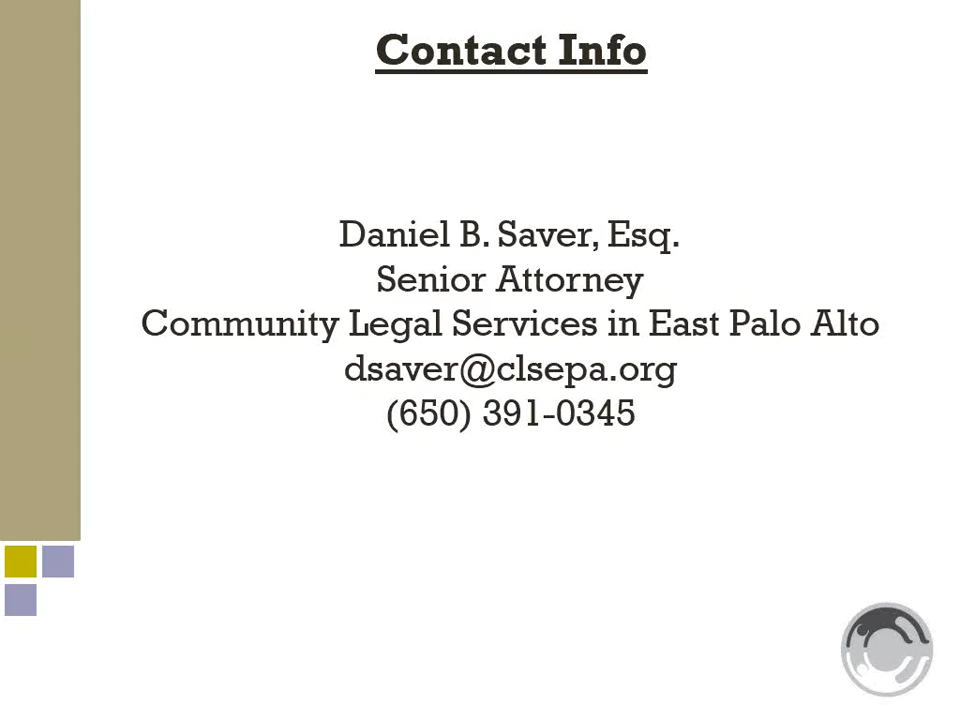 Contact Info
Daniel B. Saver, Esq.
Senior Attorney
Community Legal Services in East Palo Alto
dsaver@clsepa.org
(650) 391-0345